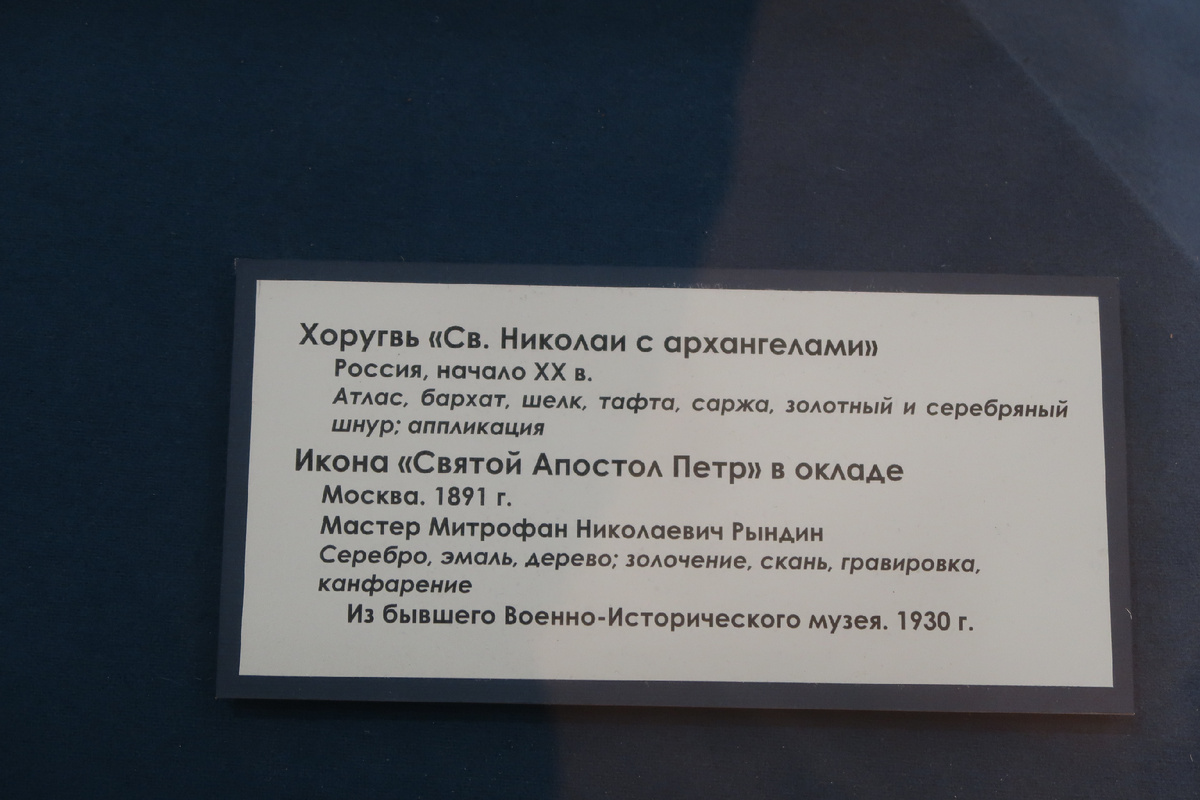 Хоругвь «Св. Николаи с архангелами»
Россия, начало XX в.
Атлас, бархат, шелк, тафта, саржа, золотный и серебряный
шнур; аппликация
Икона «Святой Апостол Петр» в окладе
Москва. 1891 г.
Мастер Митрофан Николаевич Рындин
Серебро, эмаль, дерево; золочение, скань, гравировка,
канфарение
Из бывшего Военно-Исторического музея. 1930 г.